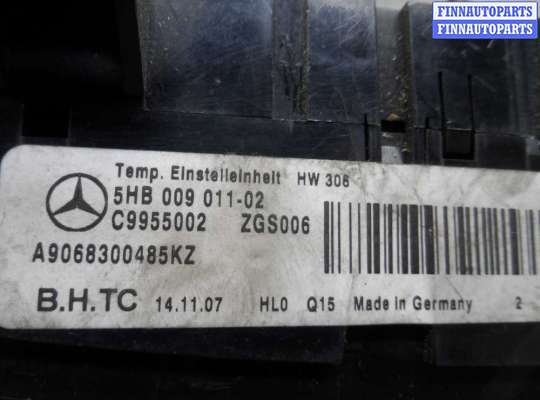 FINNAUTOPARTS
FINNAUTOPARTS
Temp. Einstelleinheit HW 306
5HB 009 011-02
C9955002 ZGS006
A9068300485KZ
B.H.TC 14.11.07 HL0 Q15 Made in Germany 2